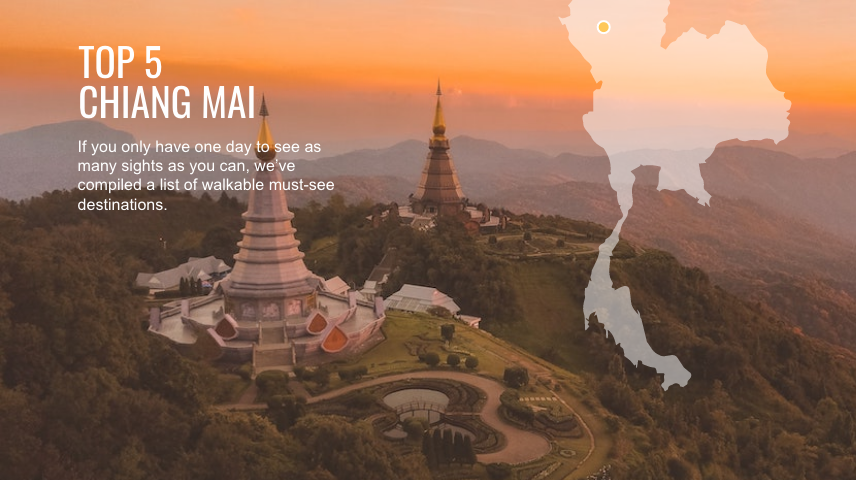 TOP 5
CHIANG MAI
If you only have one day to see as
many sights as you can, we've
compiled a list of walkable must-see
destinations.